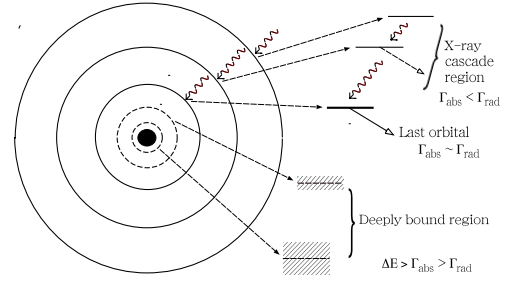 X-ray
cascade
region
Γabs < Γrad
Last orbital
Γabs ~ Γrad
Deeply bound region
ΔE > Γabs > Γrad